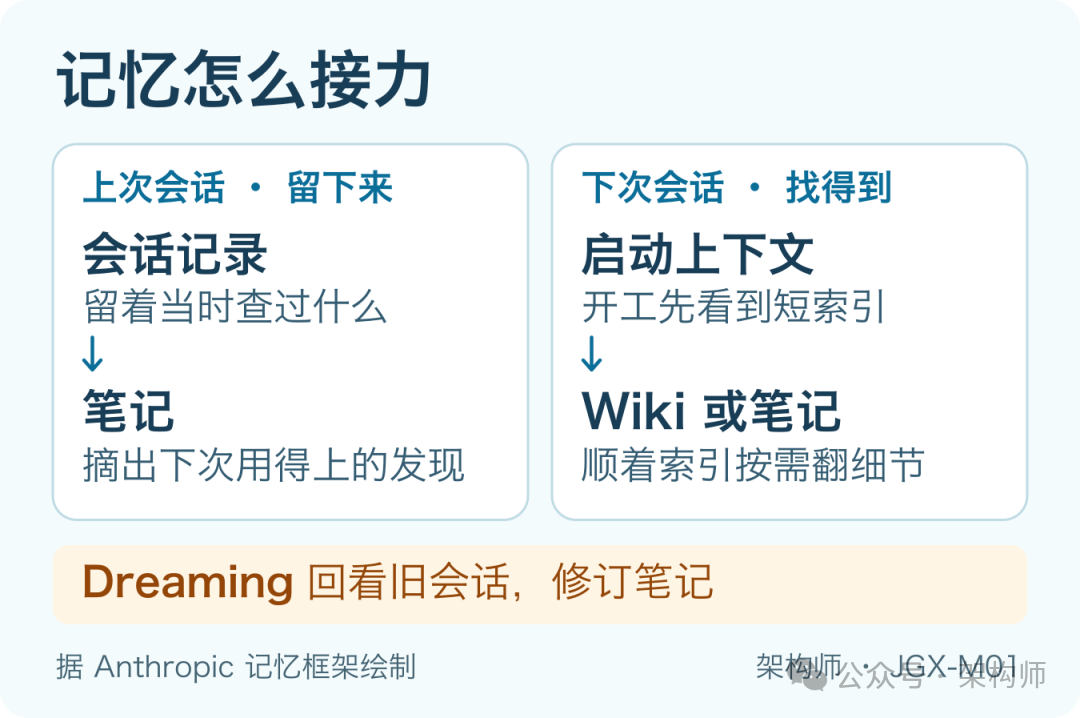 记忆怎么接力
上次会话 · 留下来
会话记录
留着当时查过什么
↓
笔记
摘出下次用得上的发现
下次会话 · 找得到
启动上下文
开工先看到短索引
↓
Wiki 或笔记
顺着索引按需翻细节
Dreaming 回看旧会话，修订笔记
据 Anthropic 记忆框架绘制
架构师 · JGX-M01
公众号 · 架构师